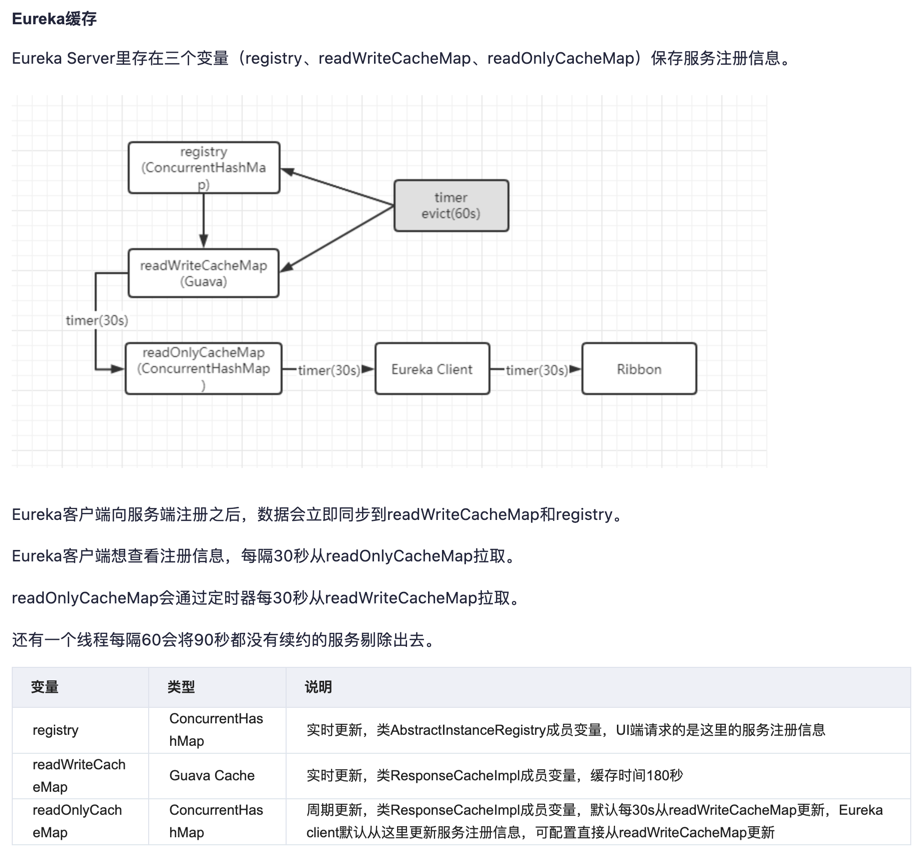 Eureka缓存
Eureka Server里存在三个变量（registry、readWriteCacheMap、readOnlyCacheMap）保存服务注册信息。
registry
(ConcurrentHashMa
p)
timer
evict(60s)
readWriteCacheMap
(Guava)
timer(30s)
readOnlyCacheMap
(ConcurrentHashMap
)
timer(30s)
Eureka Client
timer(30s)
Ribbon
Eureka客户端向服务端注册之后，数据会立即同步到readWriteCacheMap和registry。
Eureka客户端想查看注册信息，每隔30秒从readOnlyCacheMap拉取。
readOnlyCacheMap会通过定时器每30秒从readWriteCacheMap拉取。
还有一个线程每隔60会将90秒都没有续约的服务剔除出去。
变量 类型 说明
registry
ConcurrentHas
hMap
实时更新，类AbstractInstanceRegistry成员变量，UI端请求的是这里的服务注册信息
readWriteCach
eMap
Guava Cache
实时更新，类ResponseCacheImpl成员变量，缓存时间180秒
readOnlyCach
eMap
ConcurrentHas
hMap
周期更新，类ResponseCacheImpl成员变量，默认每30s从readWriteCacheMap更新，Eureka
client默认从这里更新服务注册信息，可配置直接从readWriteCacheMap更新